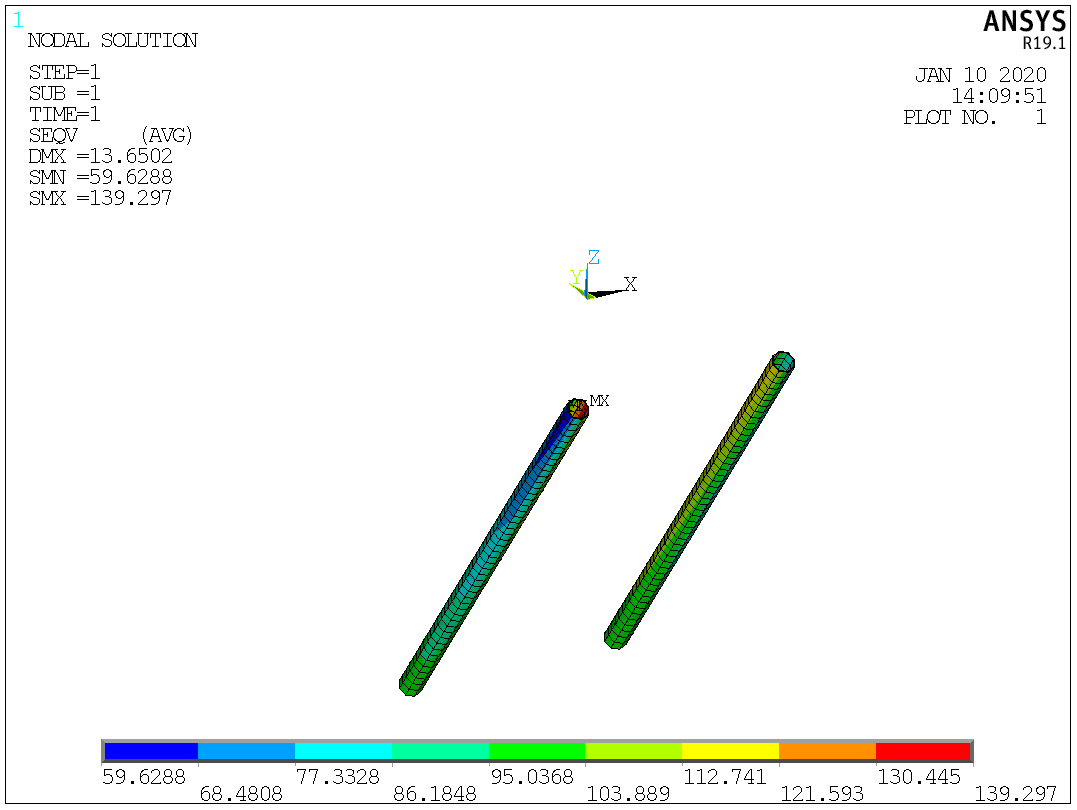 1
NODAL SOLUTION
STEP=1
SUB =1
TIME=1
SEQV (AVG)
DMX =13.6502
SMN =59.6288
SMX =139.297
ANSYS
R19.1
JAN 10 2020
14:09:51
PLOT NO. 1
Z
Y
X
MX
59.6288
68.4808
77.3328
86.1848
95.0368
103.889
112.741
121.593
130.445
139.297